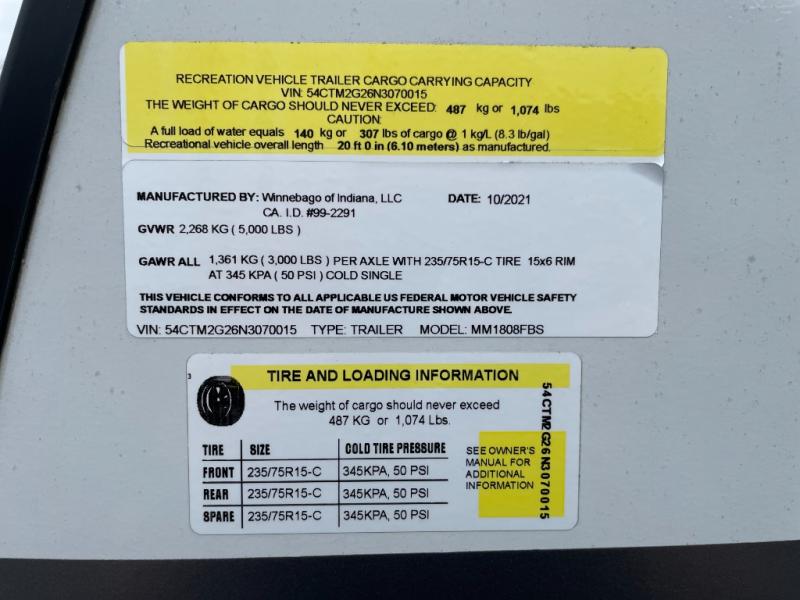 RECREATION VEHICLE TRAILER CARGO CARRYING CAPACITY
VIN: 54CTM2G26N3070015
THE WEIGHT OF CARGO SHOULD NEVER EXCEED: 487 kg or 1,074 lbs
CAUTION:
A full load of water equals 140 kg or 307 lbs of cargo @ 1 kg/L (8.3 lb/gal)
Recreational vehicle overall length 20 ft 0 in (6.10 meters) as manufactured.
MANUFACTURED BY: Winnebago of Indiana, LLC DATE: 10/2021
CA. I.D. #99-2291
GVWR 2,268 KG ( 5,000 LBS )
GAWR ALL 1,361 KG ( 3,000 LBS ) PER AXLE WITH 235/75R15-C TIRE 15x6 RIM
AT 345 KPA ( 50 PSI ) COLD SINGLE
THIS VEHICLE CONFORMS TO ALL APPLICABLE US FEDERAL MOTOR VEHICLE SAFETY
STANDARDS IN EFFECT ON THE DATE OF MANUFACTURE SHOWN ABOVE.
VIN: 54CTM2G26N3070015 TYPE: TRAILER MODEL: MM1808FBS
3
TIRE AND LOADING INFORMATION
The weight of cargo should never exceed
487 KG or 1,074 Lbs.
TIRE SIZE COLD TIRE PRESSURE
FRONT 235/75R15-C 345KPA, 50 PSI
REAR 235/75R15-C 345KPA, 50 PSI
SPARE 235/75R15-C 345KPA, 50 PSI
SEE OWNER'S
MANUAL FOR
ADDITIONAL
INFORMATION
54CTM2G26N3070015